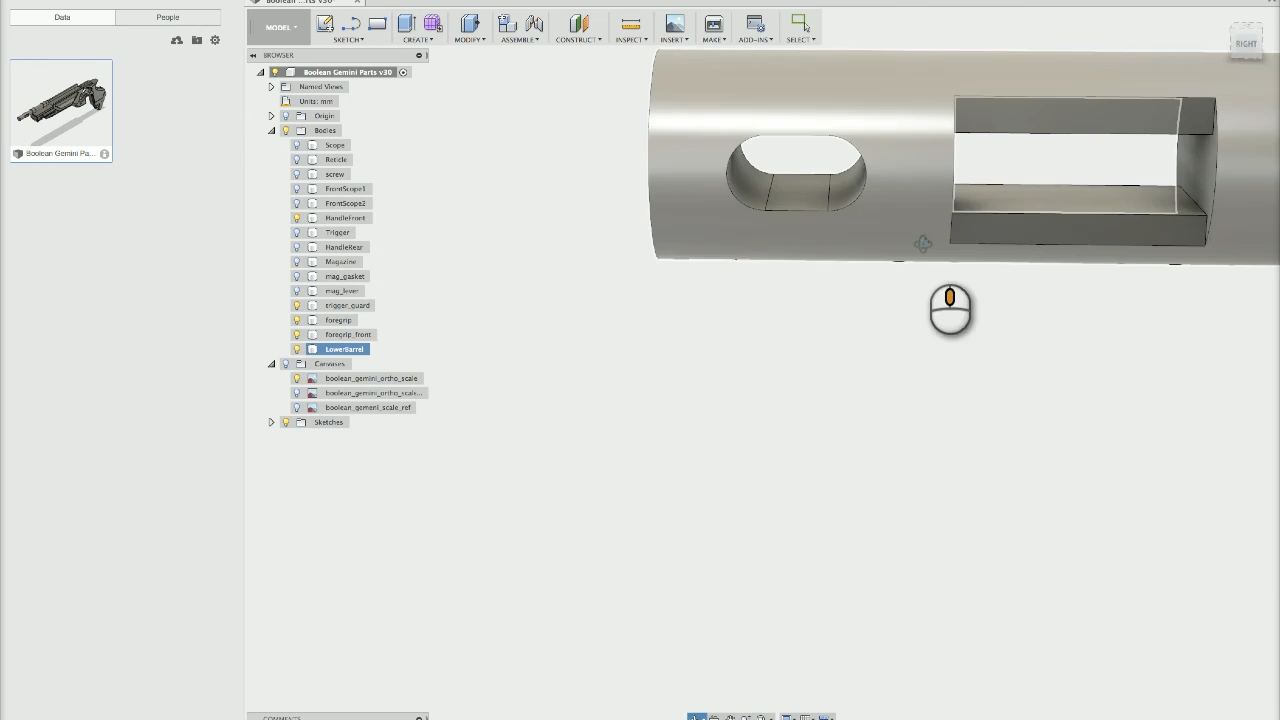 Boolean ...rts v30*
Data
People
MODEL
SKETCH
CREATE
MODIFY
ASSEMBLE
CONSTRUCT
INSPECT
INSERT
MAKE
ADD-INS
SELECT
RIGHT
BROWSER
Boolean Gemini Parts v30
Named Views
Units: mm
Origin
Bodies
Scope
Reticle
screw
FrontScope1
FrontScope2
HandleFront
Trigger
HandleRear
Magazine
mag_gasket
mag_lever
trigger_guard
foregrip
foregrip_front
LowerBarrel
Canvases
boolean_gemini_ortho_scale
boolean_gemini_ortho_scale...
boolean_gemeni_scale_ref
Sketches
Boolean Gemini Pa...
COMMENTS